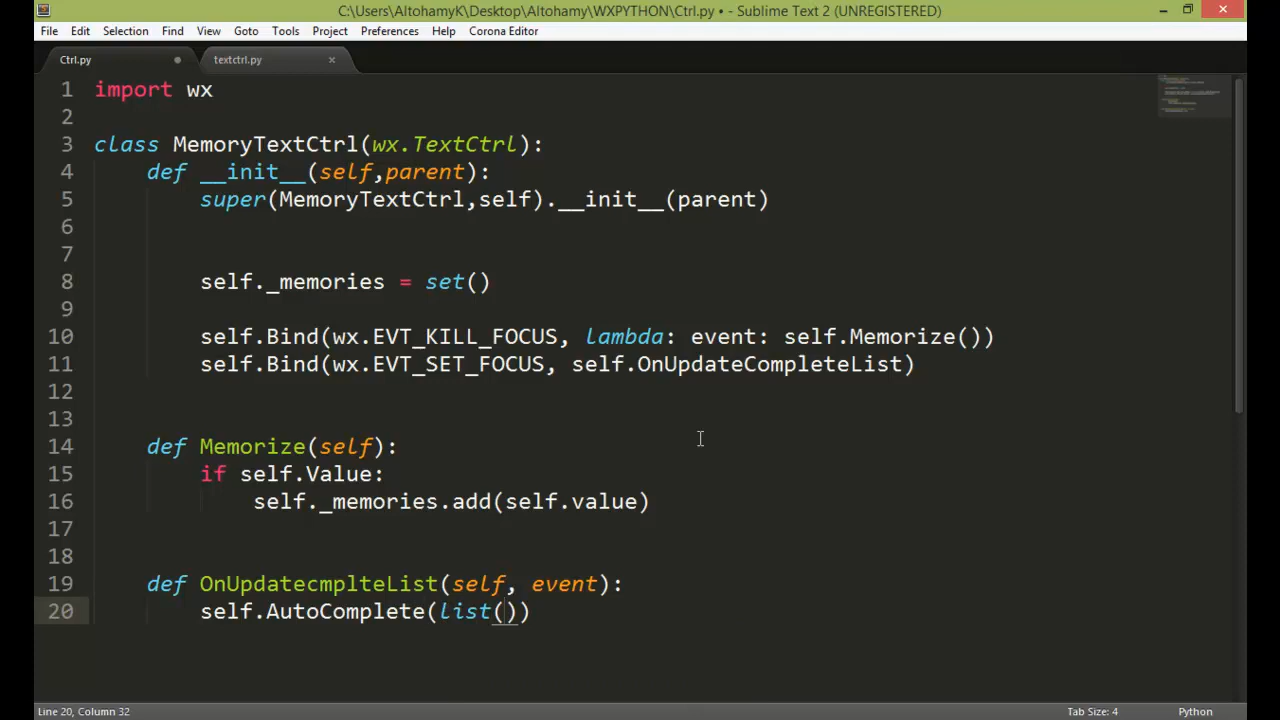 C:\Users\AltohamyK\Desktop\Altohamy\WXPYTHON\Ctrl.py • - Sublime Text 2 (UNREGISTERED)
File Edit Selection Find View Goto Tools Project Preferences Help Corona Editor
Ctrl.py textctrl.py
1 import wx
2
3 class MemoryTextCtrl(wx.TextCtrl):
4 def __init__(self,parent):
5 super(MemoryTextCtrl,self).__init__(parent)
6
7
8 self._memories = set()
9
10 self.Bind(wx.EVT_KILL_FOCUS, lambda: event: self.Memorize())
11 self.Bind(wx.EVT_SET_FOCUS, self.OnUpdateCompleteList)
12
13
14 def Memorize(self):
15 if self.Value:
16 self._memories.add(self.value)
17
18
19 def OnUpdatecmplteList(self, event):
20 self.AutoComplete(list())
Line 20, Column 32 Tab Size: 4 Python